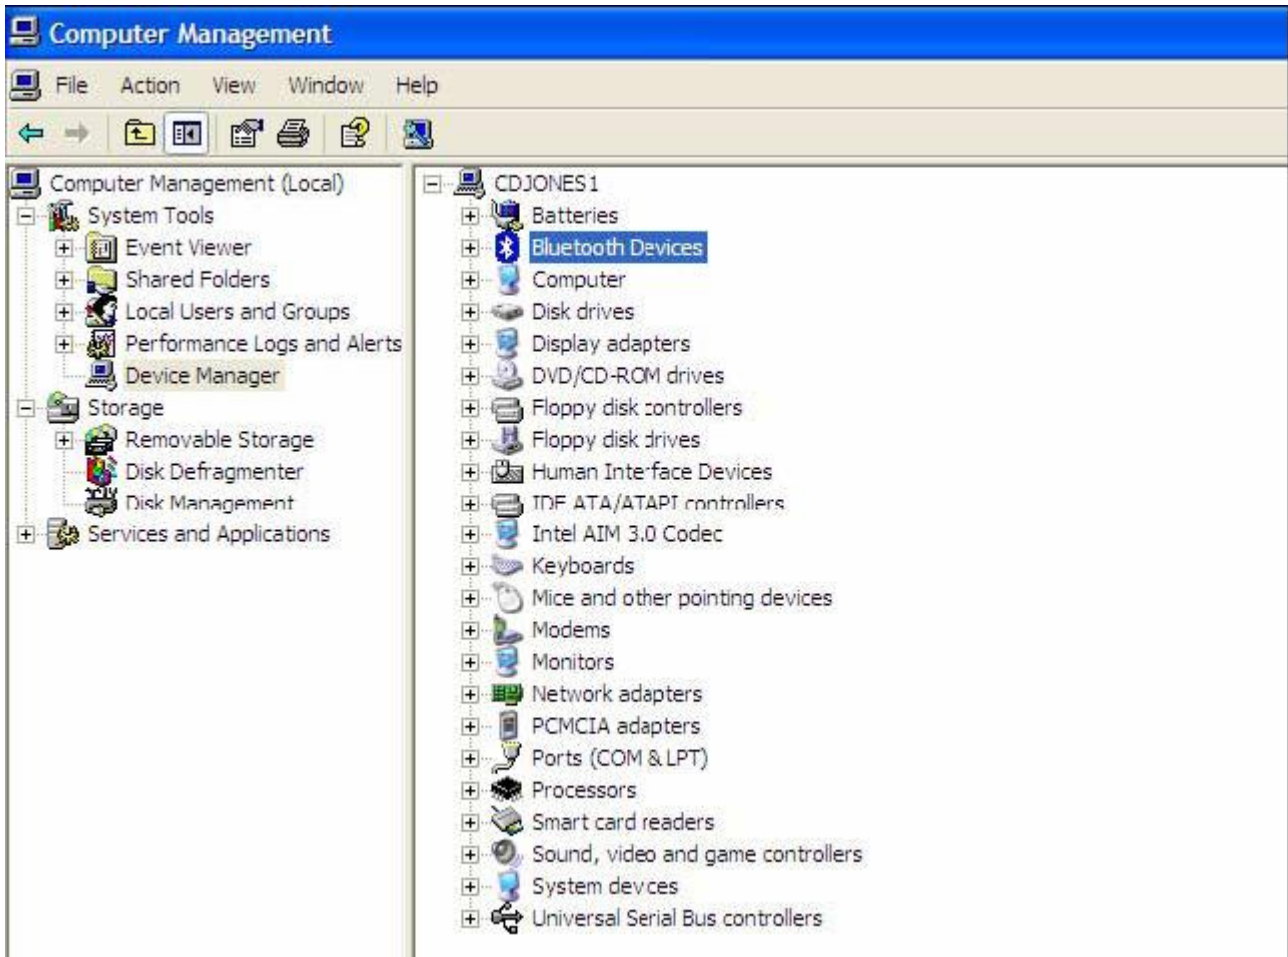 Computer Management
File Action View Window Help
Computer Management (Local)
System Tools
Event Viewer
Shared Folders
Local Users and Groups
Performance Logs and Alerts
Device Manager
Storage
Removable Storage
Disk Defragmenter
Disk Management
Services and Applications
CDJONES1
Batteries
Bluetooth Devices
Computer
Disk drives
Display adapters
DVD/CD-ROM drives
Floppy disk controllers
Floppy disk drives
Human Interface Devices
IDE ATA/ATAPI controllers
Intel AIM 3.0 Codec
Keyboards
Mice and other pointing devices
Modems
Monitors
Network adapters
PCMCIA adapters
Ports (COM & LPT)
Processors
Smart card readers
Sound, video and game controllers
System devices
Universal Serial Bus controllers